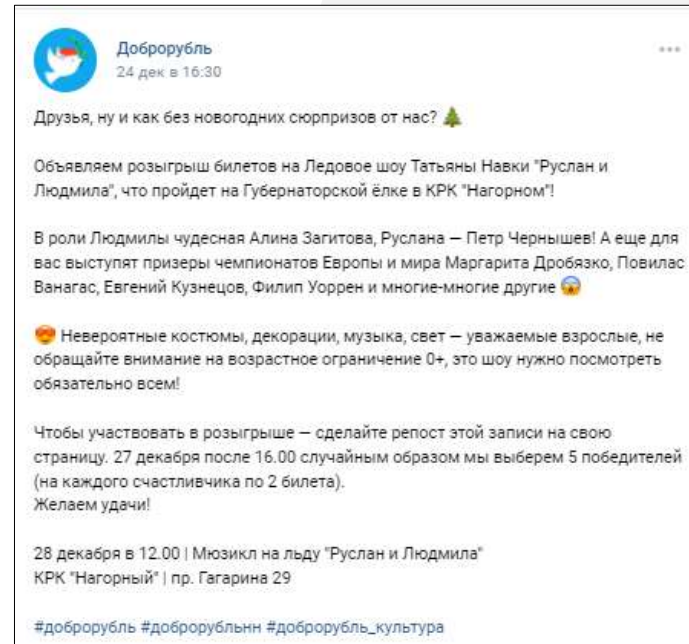 Доброрубль
24 дек в 16:30
Друзья, ну и как без новогодних сюрпризов от нас? 🎄
Объявляем розыгрыш билетов на Ледовое шоу Татьяны Навки "Руслан и
Людмила", что пройдет на Губернаторской ёлке в КРК "Нагорном"!
В роли Людмилы чудесная Алина Загитова, Руслана — Петр Чернышев! А еще для
вас выступят призеры чемпионатов Европы и мира Маргарита Дробязко, Повилас
Ванагас, Евгений Кузнецов, Филип Уоррен и многие-многие другие 😱
😍 Невероятные костюмы, декорации, музыка, свет — уважаемые взрослые, не
обращайте внимание на возрастное ограничение 0+, это шоу нужно посмотреть
обязательно всем!
Чтобы участвовать в розыгрыше — сделайте репост этой записи на свою
страницу. 27 декабря после 16.00 случайным образом мы выберем 5 победителей
(на каждого счастливчика по 2 билета).
Желаем удачи!
28 декабря в 12.00 | Мюзикл на льду "Руслан и Людмила"
КРК "Нагорный" | пр. Гагарина 29
#доброрубль #доброрубльнн #доброрубль_культура